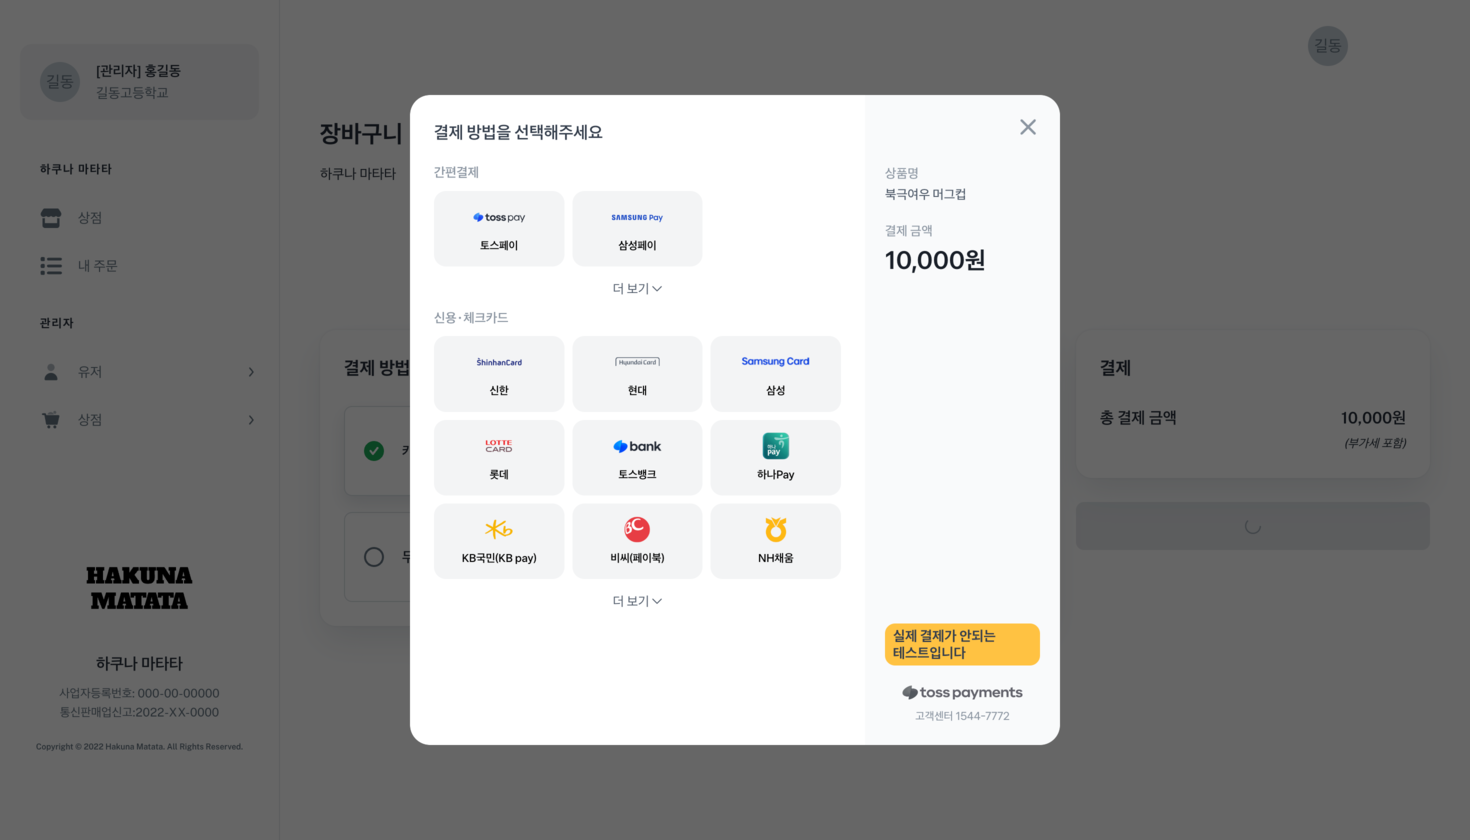 길동
[관리자] 홍길동
길동고등학교
하쿠나 마타타
상점
내 주문
관리자
유저
상점
HAKUNA
MATATA
하쿠나 마타타
사업자등록번호: 000-00-00000
통신판매업신고:2022-XX-0000
Copyright © 2022 Hakuna Matata. All Rights Reserved.
길동
장바구니
하쿠나 마타타
결제 방법
결제 방법을 선택해주세요
간편결제
toss pay
토스페이
SAMSUNG Pay
삼성페이
더 보기
신용·체크카드
ShinhanCard
신한
Hyundai Card
현대
Samsung Card
삼성
LOTTE
CARD
롯데
bank
토스뱅크
하나
pay
하나Pay
Kb
KB국민(KB pay)
BC
비씨(페이북)
NH채움
더 보기
상품명
북극여우 머그컵
결제 금액
10,000원
실제 결제가 안되는
테스트입니다
toss payments
고객센터 1544-7772
결제
총 결제 금액
10,000원
(부가세 포함)